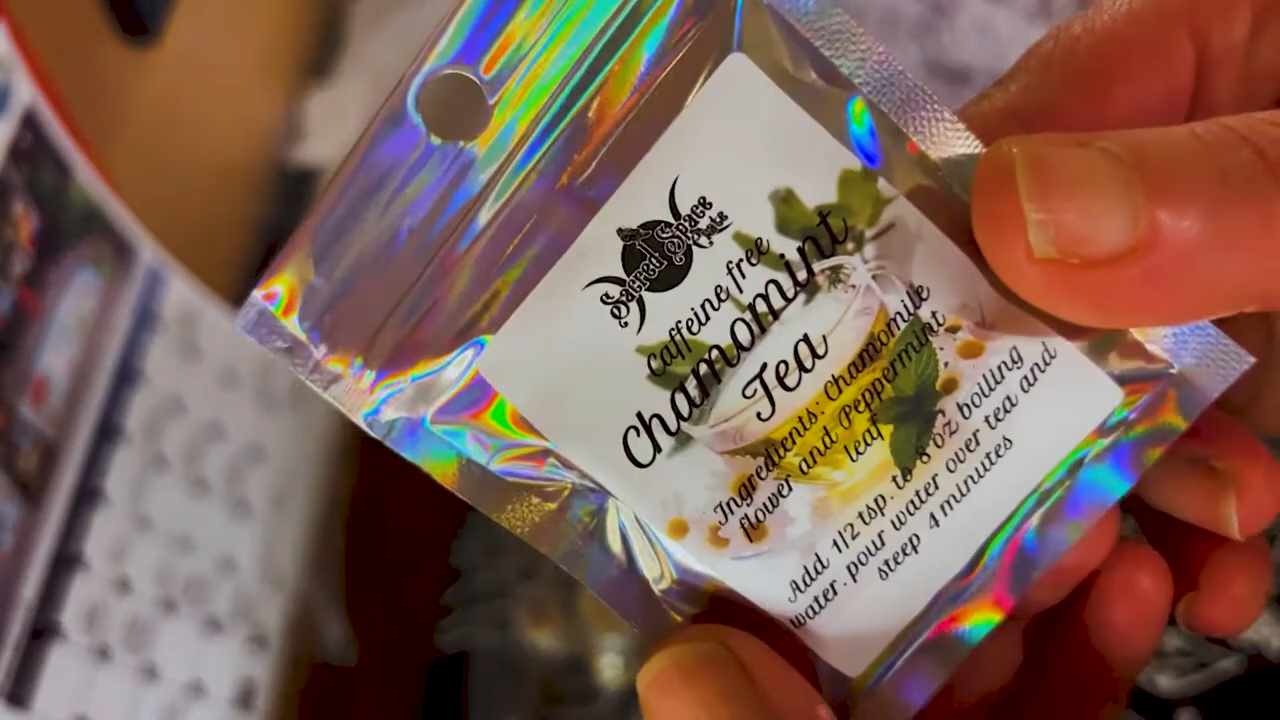 Sacred Space
Caffeine free
Chamomint
Tea
Ingredients: Chamomile
flower and Peppermint
leaf
Add 1/2 tsp. to 8 oz boiling
water. pour water over tea and
steep 4 minutes